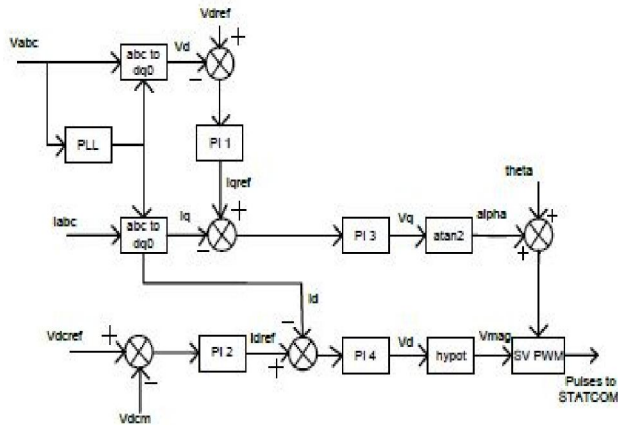 Vdref
Vabc
abc to
dq0
Vd
PLL
PI 1
Iqref
theta
Iabc
abc to
dq0
Iq
PI 3
Vq
atan2
alpha
Id
Vdcref
PI 2
Idref
PI 4
Vd
hypot
Vmag
SV PWM
Pulses to
STATCOM
Vdcm